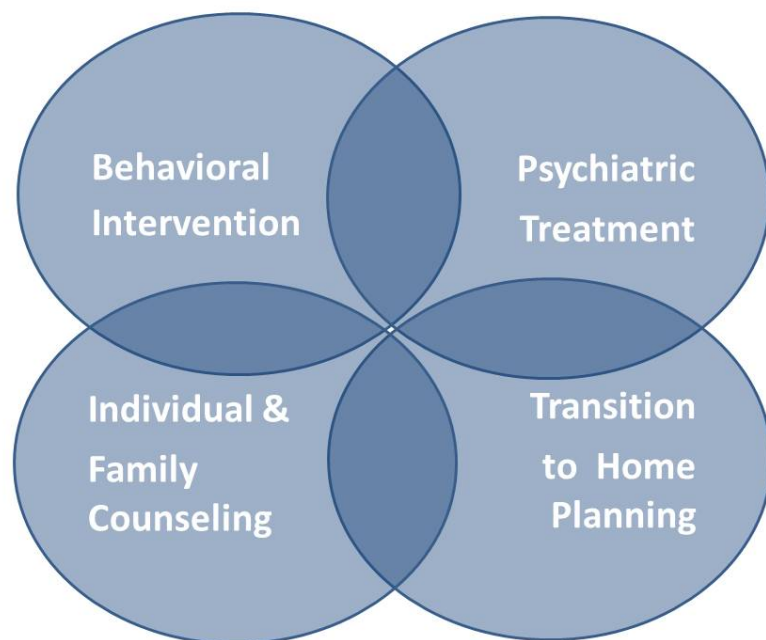 Behavioral
Intervention
Psychiatric
Treatment
Individual &
Family
Counseling
Transition
to Home
Planning